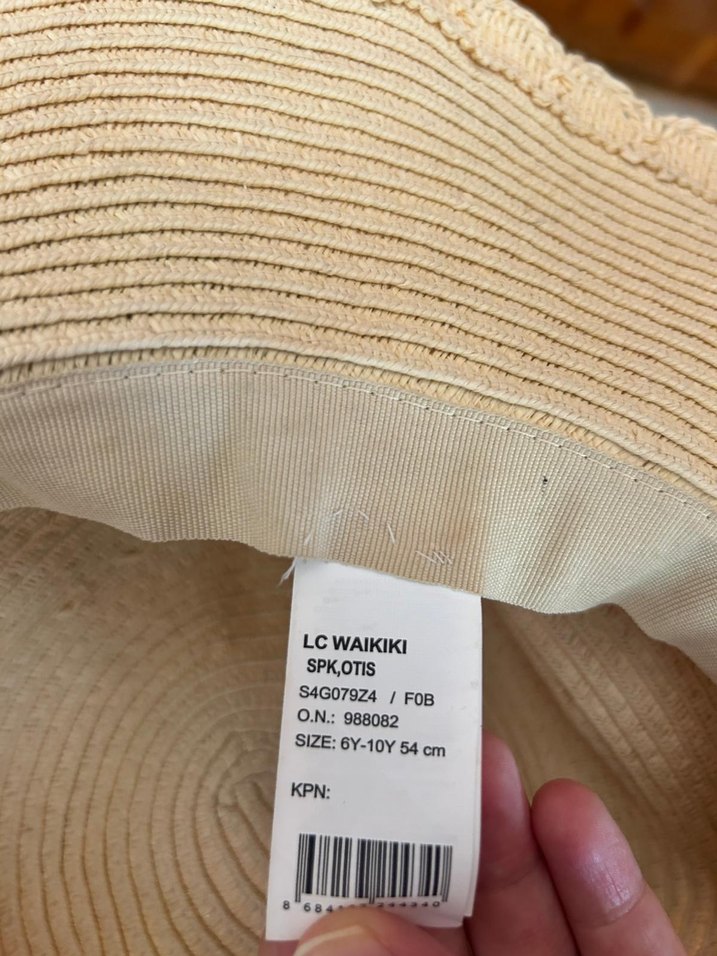 LC WAIKIKI
SPK,OTIS
S4G079Z4 / F0B
O.N.: 988082
SIZE: 6Y-10Y 54 cm
KPN: